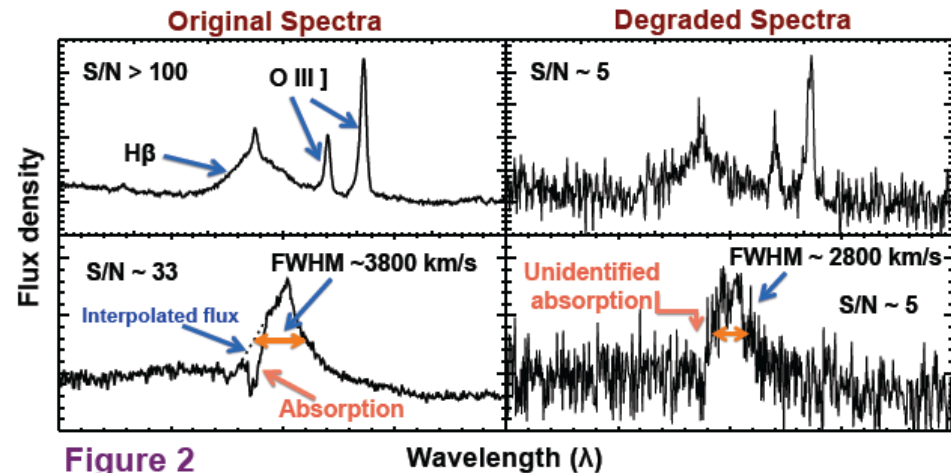 Original Spectra
Degraded Spectra
Flux density
S/N > 100
O III ]
Hβ
S/N ~ 5
S/N ~ 33
FWHM ~3800 km/s
Interpolated flux
Absorption
Unidentified
absorption
FWHM ~ 2800 km/s
S/N ~ 5
Figure 2
Wavelength (λ)